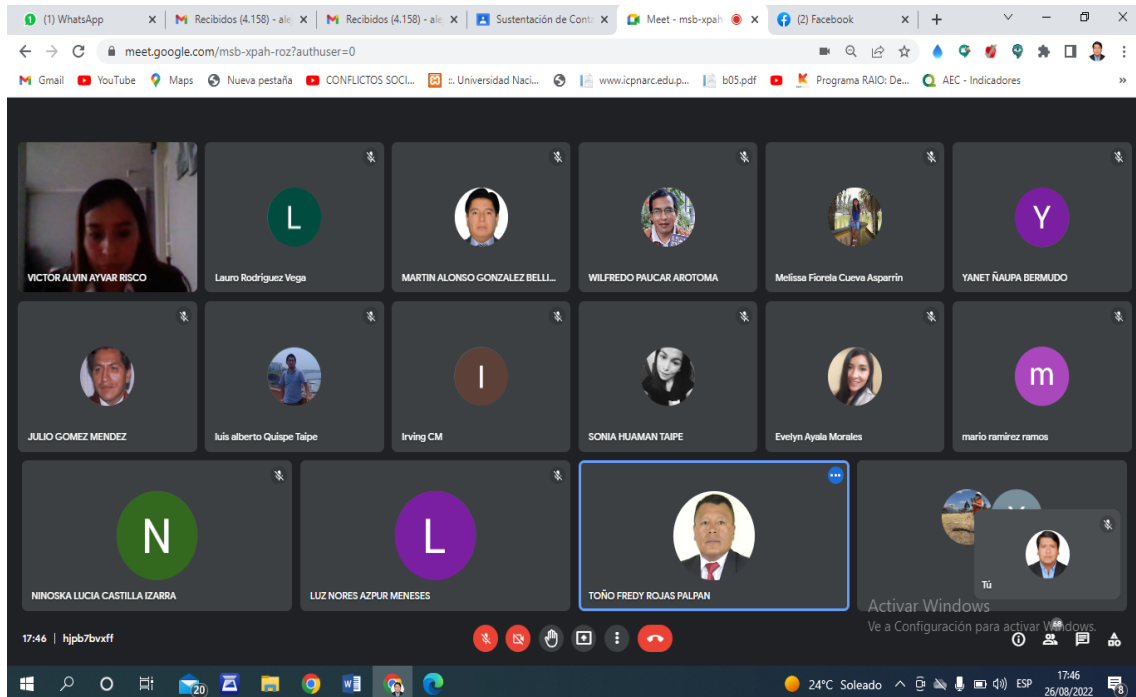 (1) WhatsApp
Recibidos (4.158) - ale
Recibidos (4.158) - ale
Sustentación de Conta
Meet - msb-xpah-
(2) Facebook
meet.google.com/msb-xpah-roz?authuser=0
Gmail
YouTube
Maps
Nueva pestaña
CONFLICTOS SOCI...
::. Universidad Naci...
www.icpnarc.edu.p...
b05.pdf
Programa RAIO: De...
AEC - Indicadores
L
Y
VICTOR ALVIN AYVAR RISCO
Lauro Rodriguez Vega
MARTIN ALONSO GONZALEZ BELLI...
WILFREDO PAUCAR AROTOMA
Melissa Fiorela Cueva Asparrin
YANET ÑAUPA BERMUDO
I
m
JULIO GOMEZ MENDEZ
luis alberto Quispe Taipe
Irving CM
SONIA HUAMAN TAIPE
Evelyn Ayala Morales
mario ramirez ramos
N
L
Tú
NINOSKA LUCIA CASTILLA IZARRA
LUZ NORES AZPUR MENESES
TOÑO FREDY ROJAS PALPAN
Activar Windows
Ve a Configuración para activar Windows.
17:46 | hjpb7bvxff
68
20
24°C Soleado
ESP
17:46
26/08/2022
8